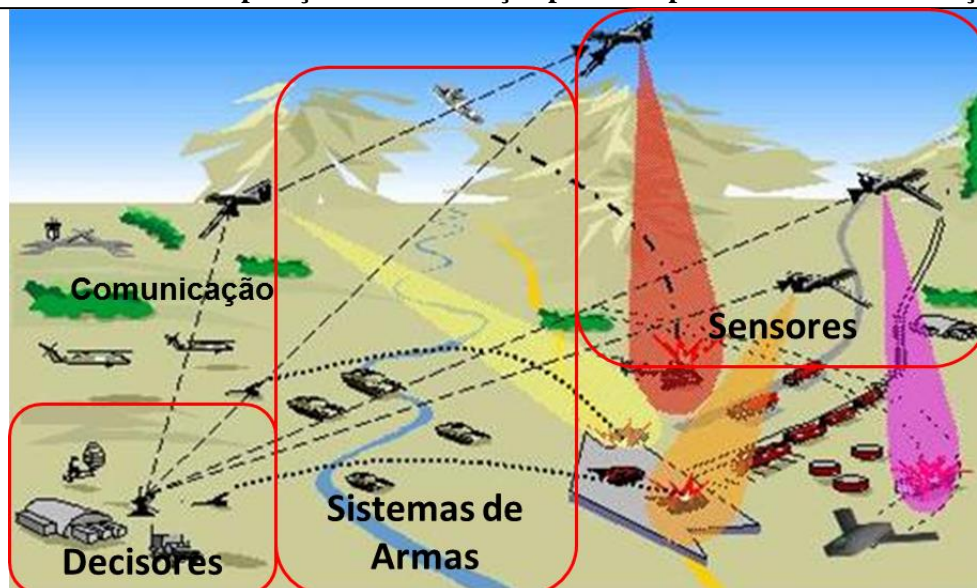 Comunicação
Sensores
Sistemas de
Armas
Decisores